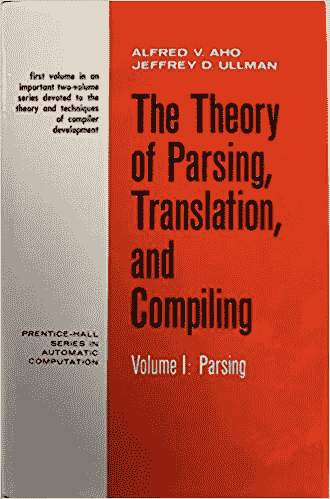 ALFRED V. AHO
JEFFREY D. ULLMAN
first volume in an
important two-volume
series devoted to the
theory and techniques
of compiler
development
The Theory
of Parsing,
Translation,
and
Compiling
Volume I: Parsing
PRENTICE-HALL
SERIES IN
AUTOMATIC
COMPUTATION